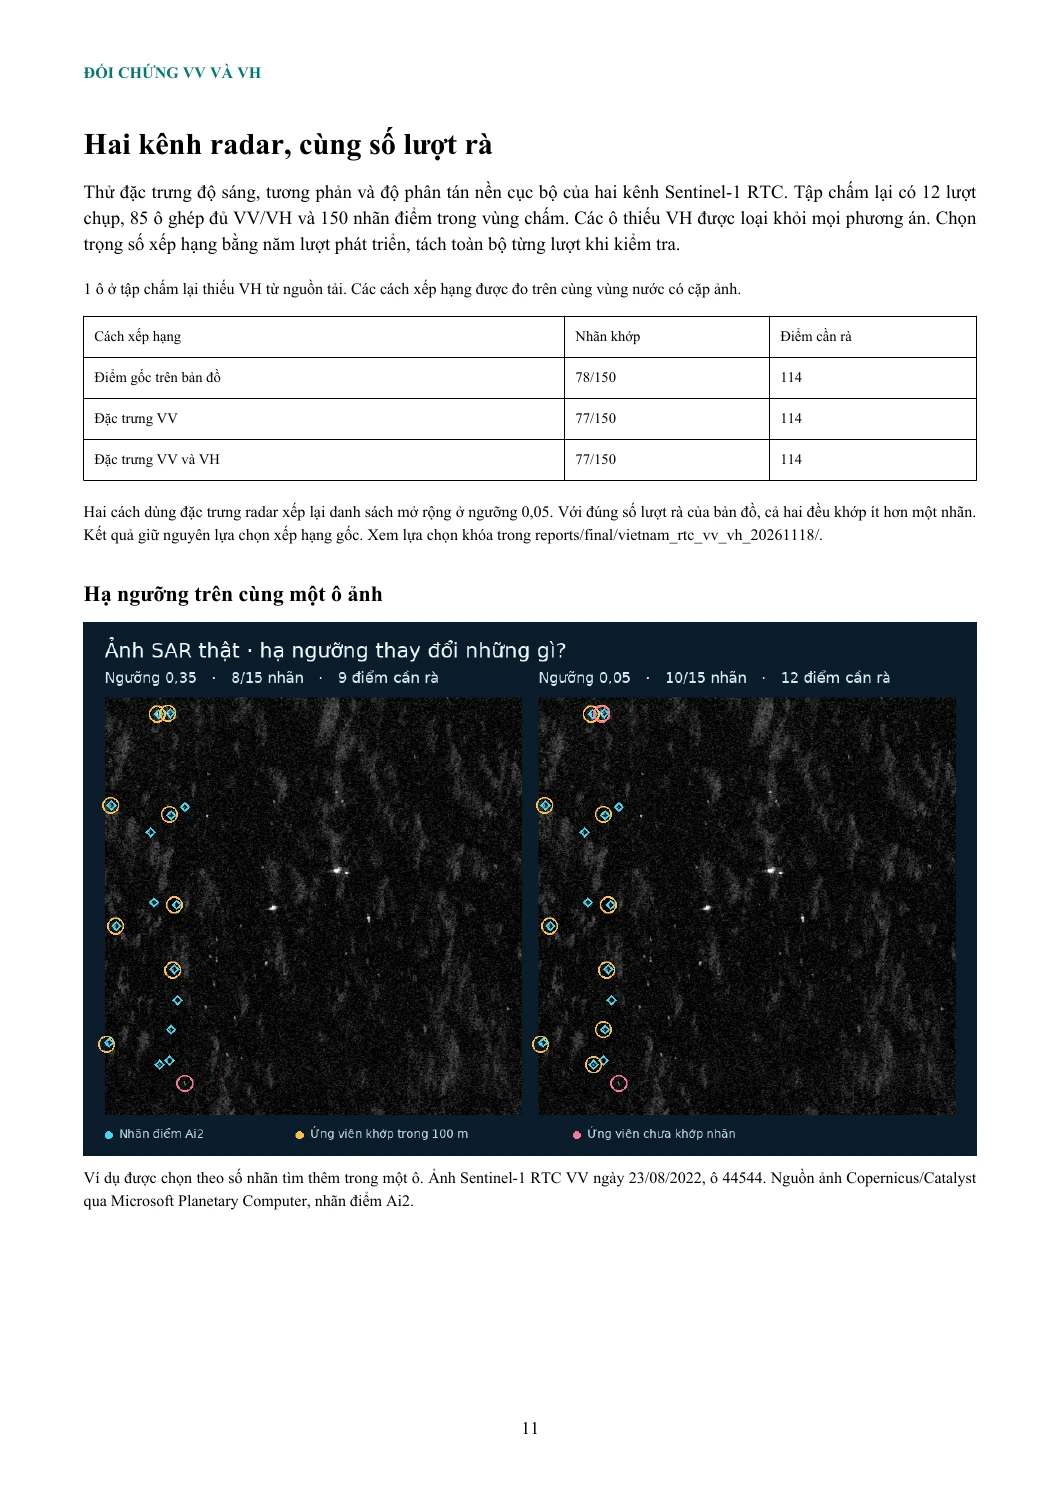 ĐỐI CHỨNG VV VÀ VH
Hai kênh radar, cùng số lượt rà
Thử đặc trưng độ sáng, tương phản và độ phân tán nền cục bộ của hai kênh Sentinel-1 RTC. Tập chấm lại có 12 lượt
chụp, 85 ô ghép đủ VV/VH và 150 nhãn điểm trong vùng chấm. Các ô thiếu VH được loại khỏi mọi phương án. Chọn
trọng số xếp hạng bằng năm lượt phát triển, tách toàn bộ từng lượt khi kiểm tra.
1 ô ở tập chấm lại thiếu VH từ nguồn tải. Các cách xếp hạng được đo trên cùng vùng nước có cặp ảnh.
Cách xếp hạng Nhãn khớp Điểm cần rà
Điểm gốc trên bản đồ 78/150 114
Đặc trưng VV 77/150 114
Đặc trưng VV và VH 77/150 114
Hai cách dùng đặc trưng radar xếp lại danh sách mở rộng ở ngưỡng 0,05. Với đúng số lượt rà của bản đồ, cả hai đều khớp ít hơn một nhãn.
Kết quả giữ nguyên lựa chọn xếp hạng gốc. Xem lựa chọn khóa trong reports/final/vietnam_rtc_vv_vh_20261118/.
Hạ ngưỡng trên cùng một ô ảnh
Ảnh SAR thật · hạ ngưỡng thay đổi những gì?
Ngưỡng 0,35 · 8/15 nhãn · 9 điểm cần rà Ngưỡng 0,05 · 10/15 nhãn · 12 điểm cần rà
Nhãn điểm Ai2 Ứng viên khớp trong 100 m Ứng viên chưa khớp nhãn
Ví dụ được chọn theo số nhãn tìm thêm trong một ô. Ảnh Sentinel-1 RTC VV ngày 23/08/2022, ô 44544. Nguồn ảnh Copernicus/Catalyst
qua Microsoft Planetary Computer, nhãn điểm Ai2.
11